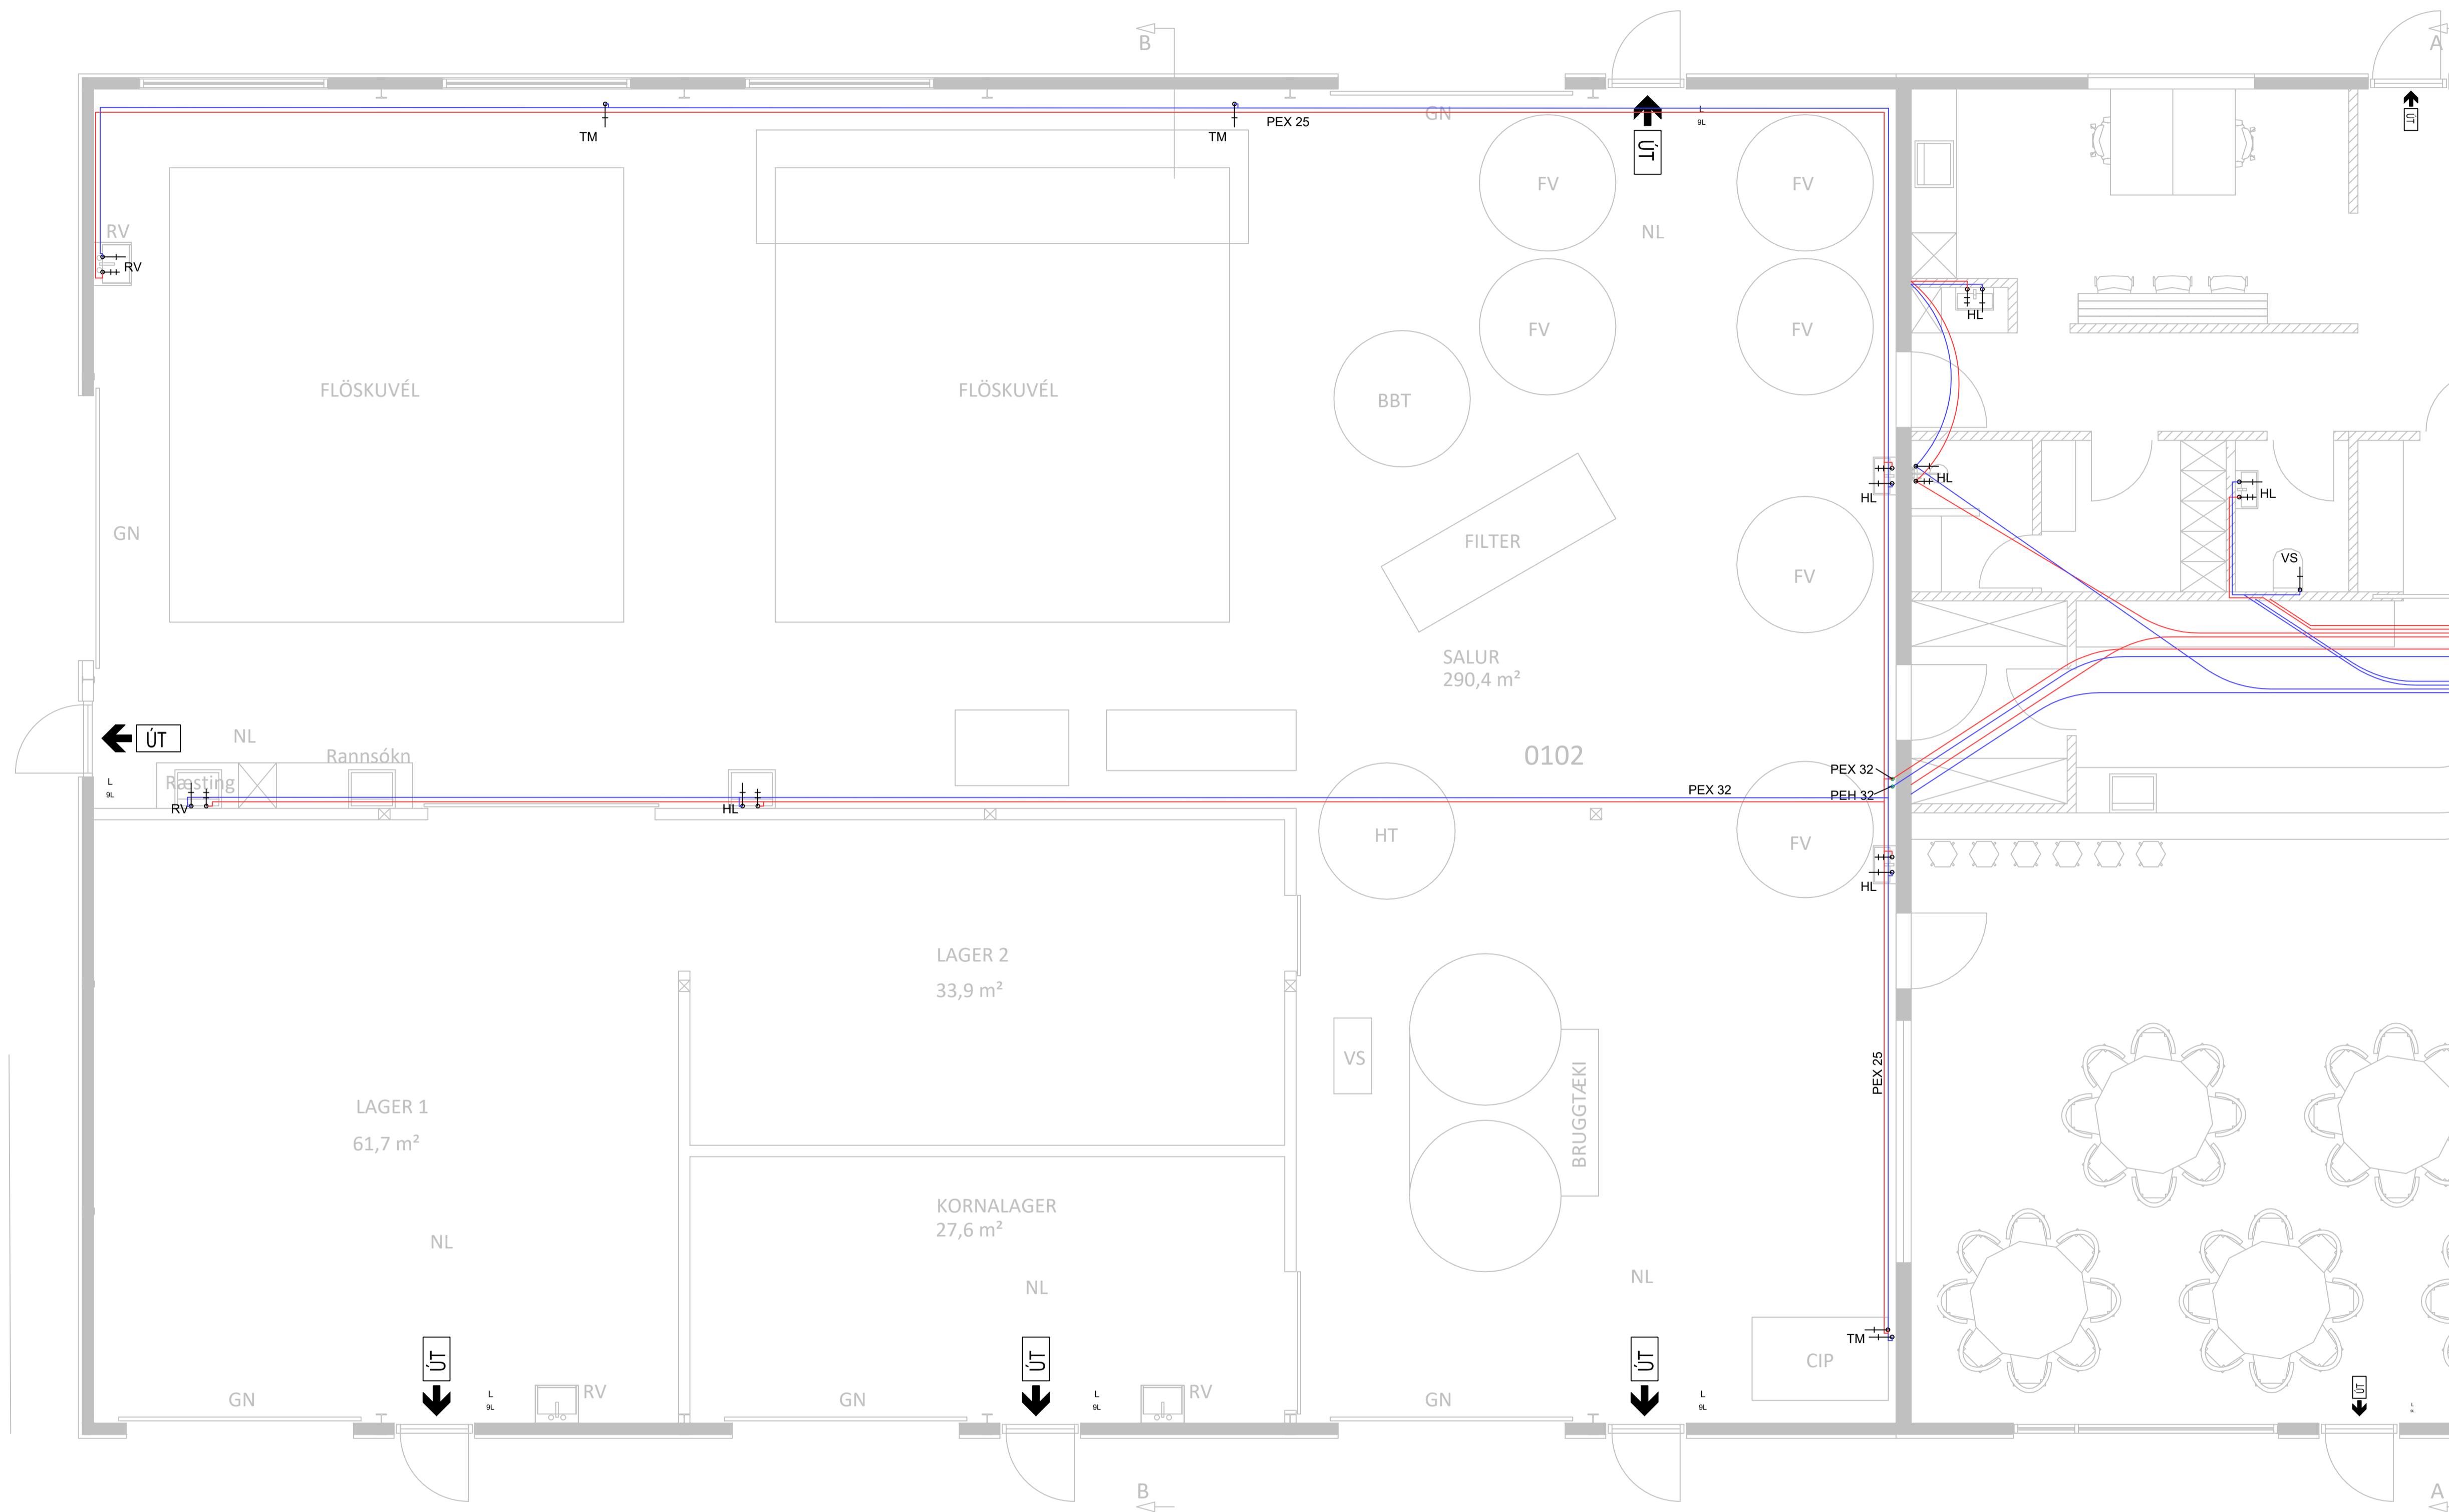 B
A
GN
PEX 25
L
9L
ÚT
ÚT
TM
TM
FV
FV
NL
RV
RV
HL
FV
FV
FLÖSKUVÉL
FLÖSKUVÉL
BBT
HL
HL
HL
GN
FILTER
VS
FV
SALUR
290,4 m²
ÚT
NL
Rannsókn
0102
L
9L
Ræsting
RV
HL
PEX 32
PEX 32
PEH 32
HT
FV
HL
LAGER 2
33,9 m²
VS
PEX 25
BRUGGTÆKI
LAGER 1
61,7 m²
KORNALAGER
27,6 m²
NL
NL
NL
TM
CIP
ÚT
ÚT
ÚT
ÚT
GN
L
9L
RV
GN
L
9L
RV
GN
L
9L
B
A